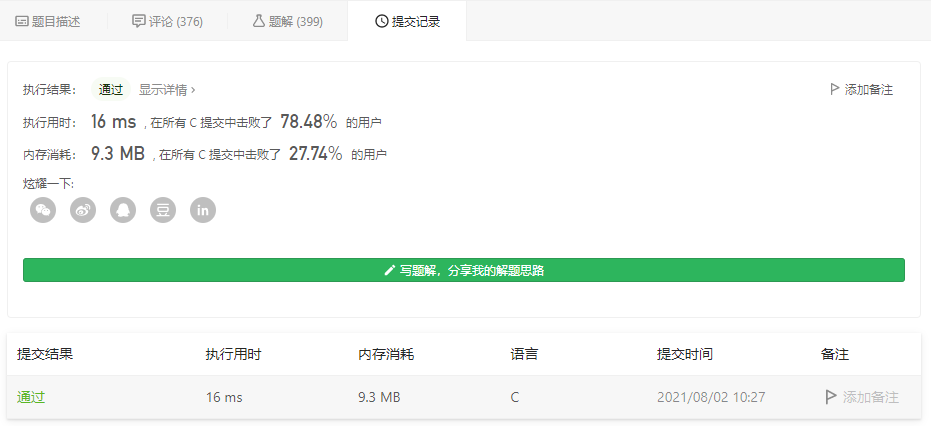 题目描述 评论 (376) 题解 (399) 提交记录
执行结果： 通过 显示详情 › 添加备注
执行用时： 16 ms , 在所有 C 提交中击败了 78.48% 的用户
内存消耗： 9.3 MB , 在所有 C 提交中击败了 27.74% 的用户
炫耀一下:
豆 in
写题解，分享我的解题思路
提交结果 执行用时 内存消耗 语言 提交时间 备注
通过 16 ms 9.3 MB C 2021/08/02 10:27 添加备注